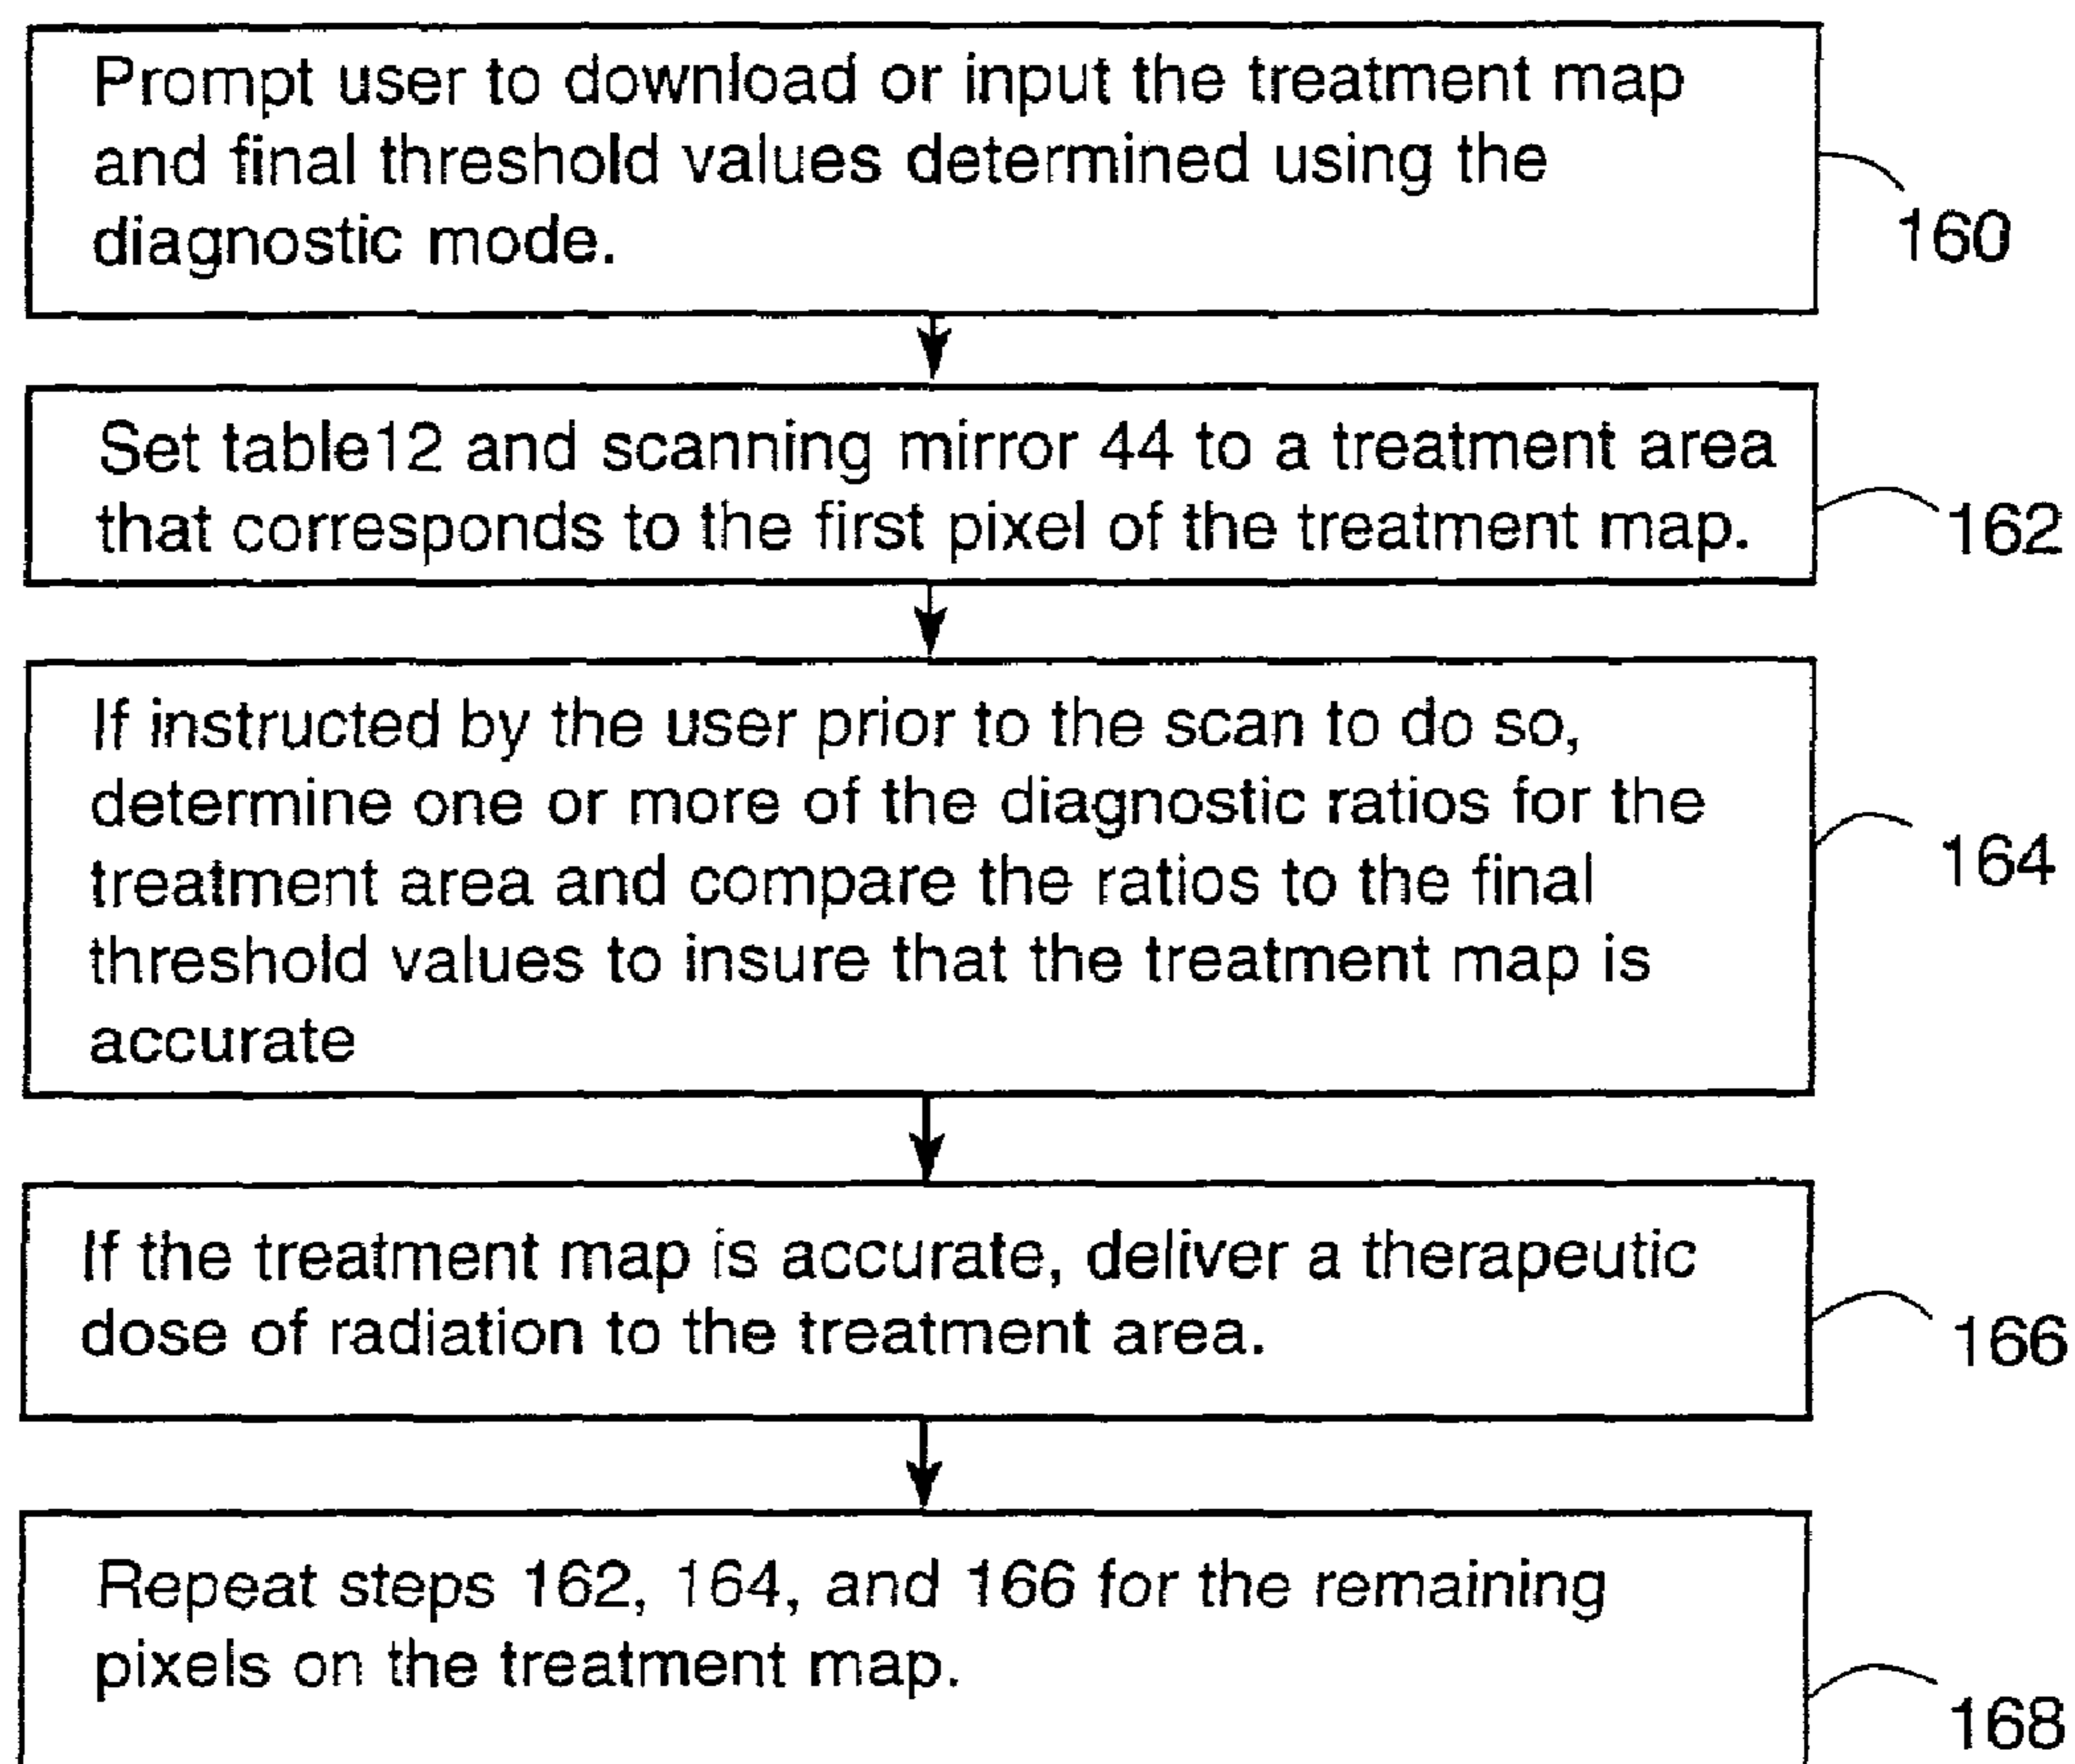 Prompt user to download or input the treatment map
and final threshold values determined using the
diagnostic mode.
160
Set table12 and scanning mirror 44 to a treatment area
that corresponds to the first pixel of the treatment map.
162
If instructed by the user prior to the scan to do so,
determine one or more of the diagnostic ratios for the
treatment area and compare the ratios to the final
threshold values to insure that the treatment map is
accurate
164
If the treatment map is accurate, deliver a therapeutic
dose of radiation to the treatment area.
166
Repeat steps 162, 164, and 166 for the remaining
pixels on the treatment map.
168